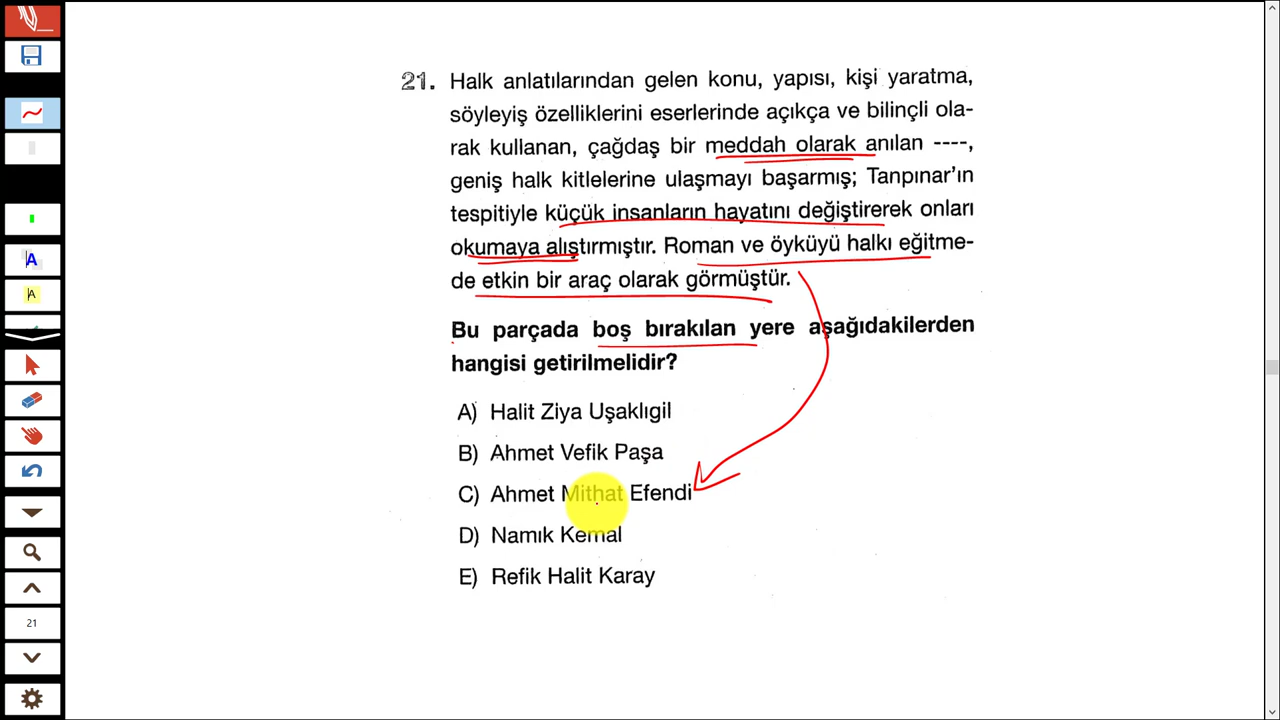 21. Halk anlatılarından gelen konu, yapısı, kişi yaratma,
söyleyiş özelliklerini eserlerinde açıkça ve bilinçli ola-
rak kullanan, çağdaş bir meddah olarak anılan ----,
geniş halk kitlelerine ulaşmayı başarmış; Tanpınar'ın
tespitiyle küçük insanların hayatını değiştirerek onları
okumaya alıştırmıştır. Roman ve öyküyü halkı eğitme-
de etkin bir araç olarak görmüştür.
Bu parçada boş bırakılan yere aşağıdakilerden
hangisi getirilmelidir?
A) Halit Ziya Uşaklıgil
B) Ahmet Vefik Paşa
C) Ahmet Mithat Efendi
D) Namık Kemal
E) Refik Halit Karay
A
A
21